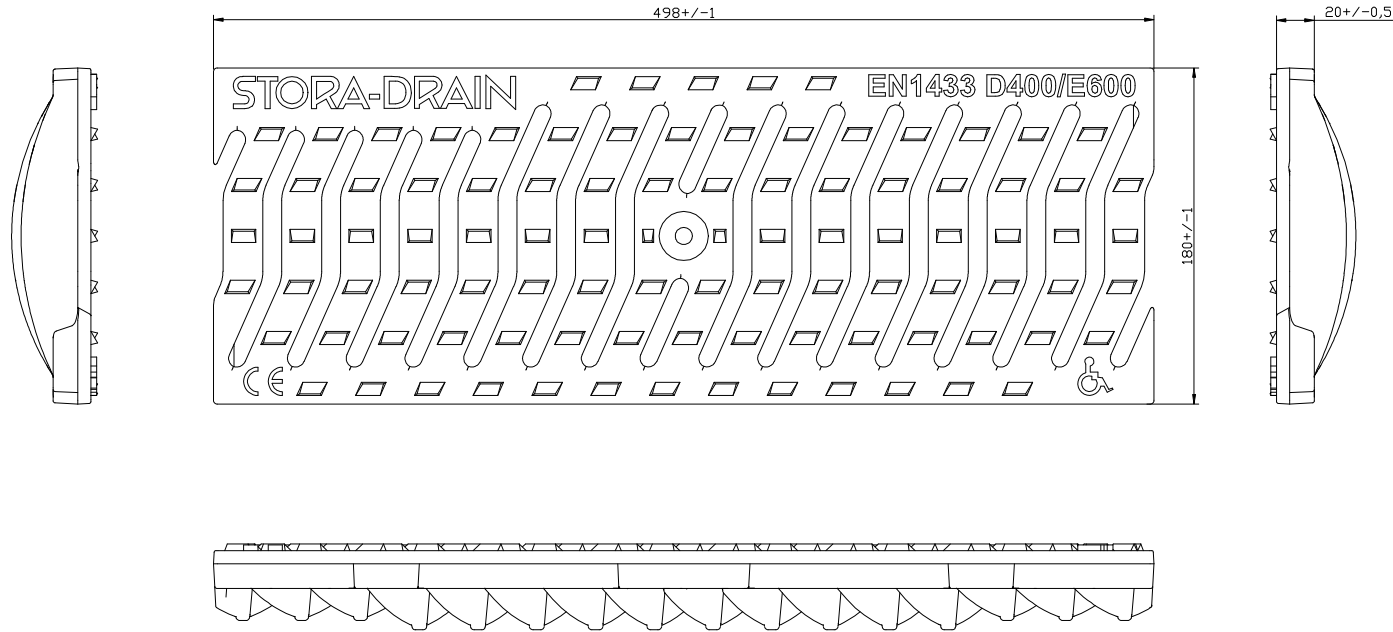 498+/-1
20+/-0,5
STORA-DRAIN
EN1433 D400/E600
180+/-1
CE